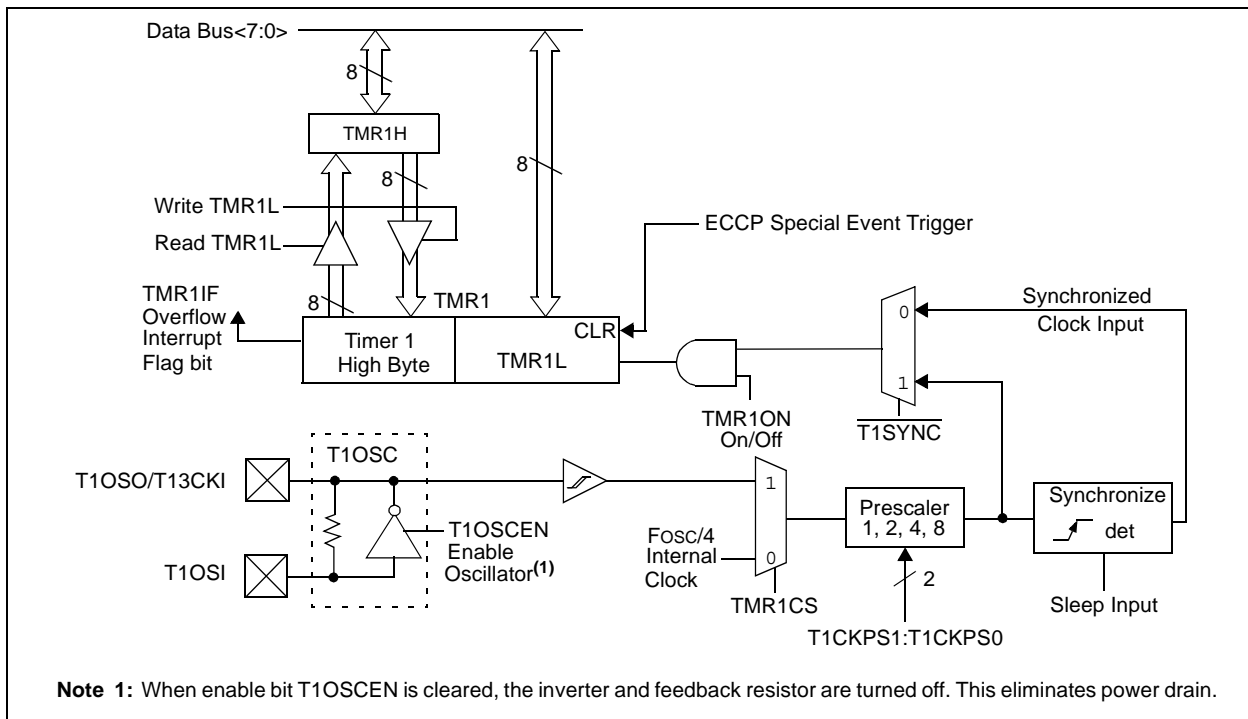 Data Bus<7:0>
8
TMR1H
8
8
Write TMR1L
Read TMR1L
ECCP Special Event Trigger
TMR1IF
Overflow
Interrupt
Flag bit
8
TMR1
CLR
Timer 1
High Byte
TMR1L
0
1
Synchronized
Clock Input
TMR1ON
On/Off
T1SYNC
T1OSC
T1OSO/T13CKI
T1OSI
T1OSCEN
Enable
Oscillator(1)
FOSC/4
Internal
Clock
1
0
TMR1CS
Prescaler
1, 2, 4, 8
2
T1CKPS1:T1CKPS0
Synchronize
det
Sleep Input
Note 1: When enable bit T1OSCEN is cleared, the inverter and feedback resistor are turned off. This eliminates power drain.